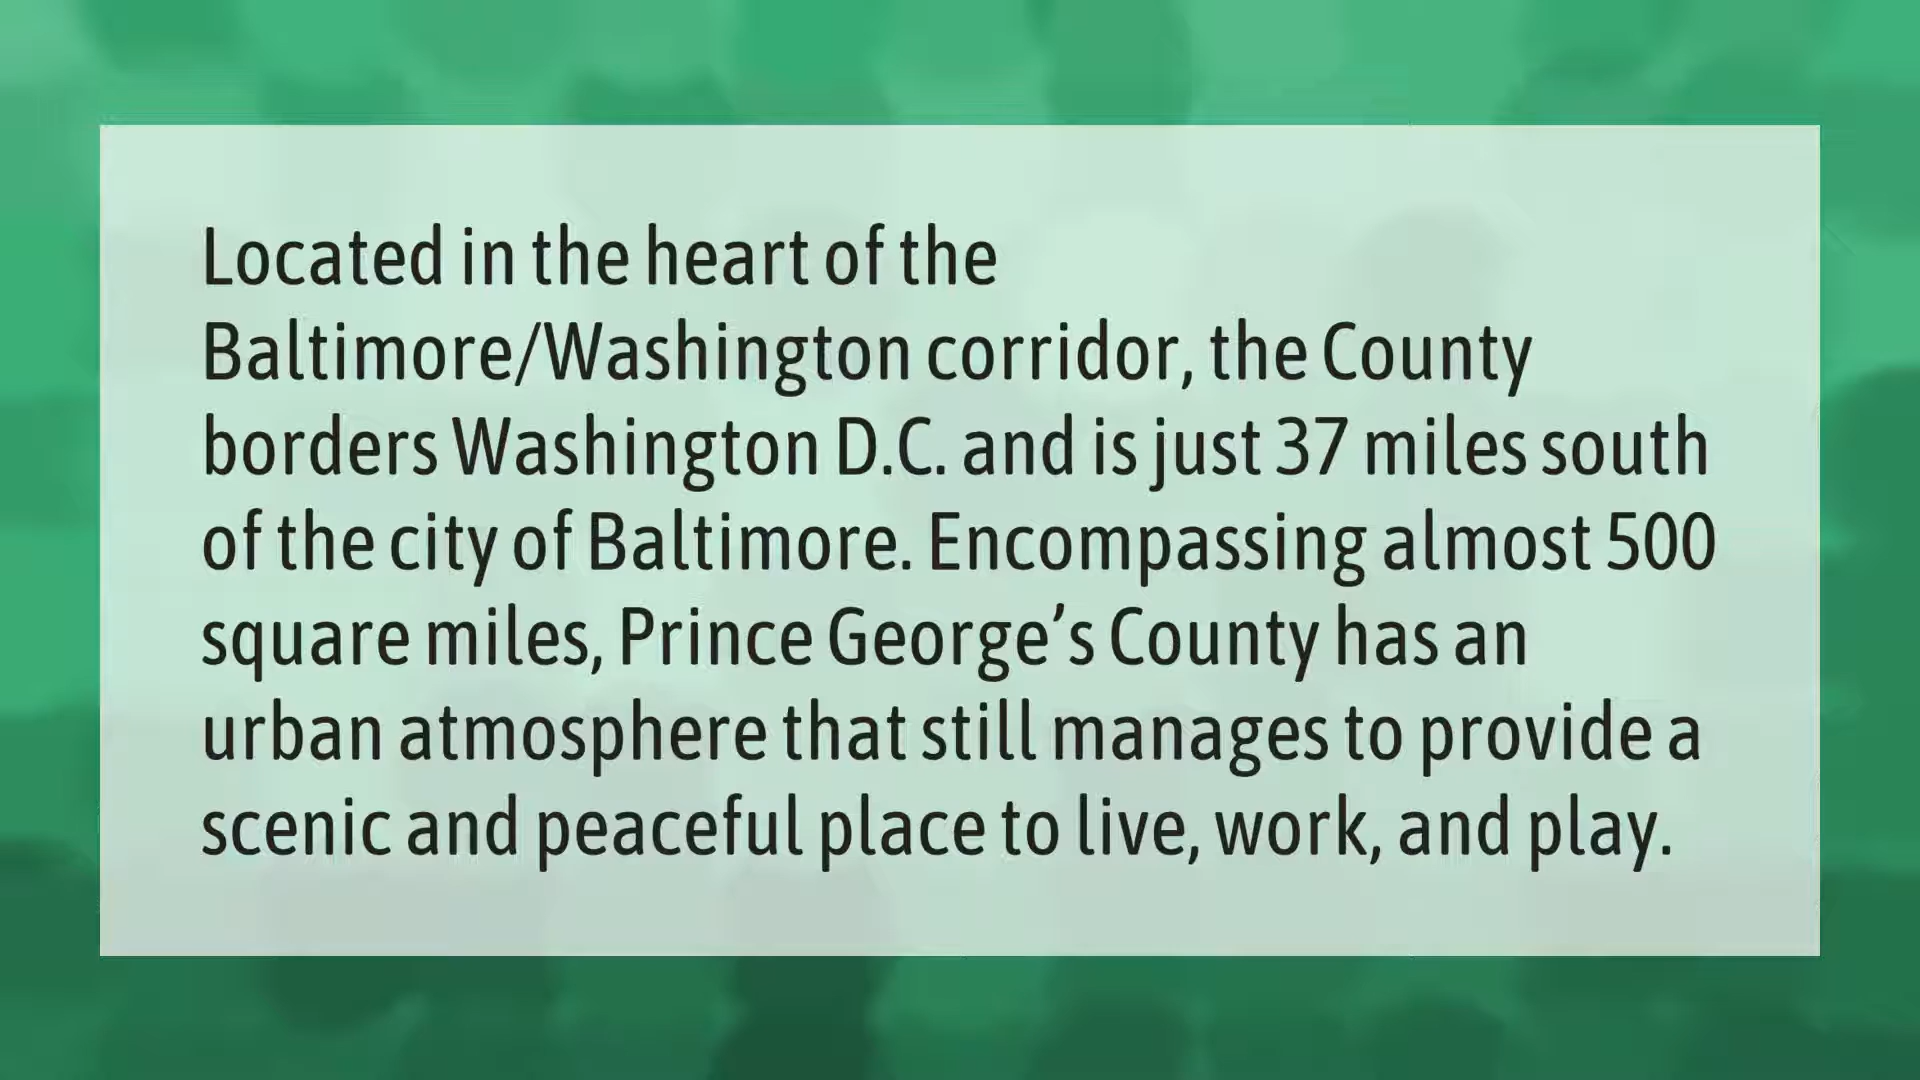 Located in the heart of the
Baltimore/Washington corridor, the County
borders Washington D.C. and is just 37 miles south
of the city of Baltimore. Encompassing almost 500
square miles, Prince George’s County has an
urban atmosphere that still manages to provide a
scenic and peaceful place to live, work, and play.